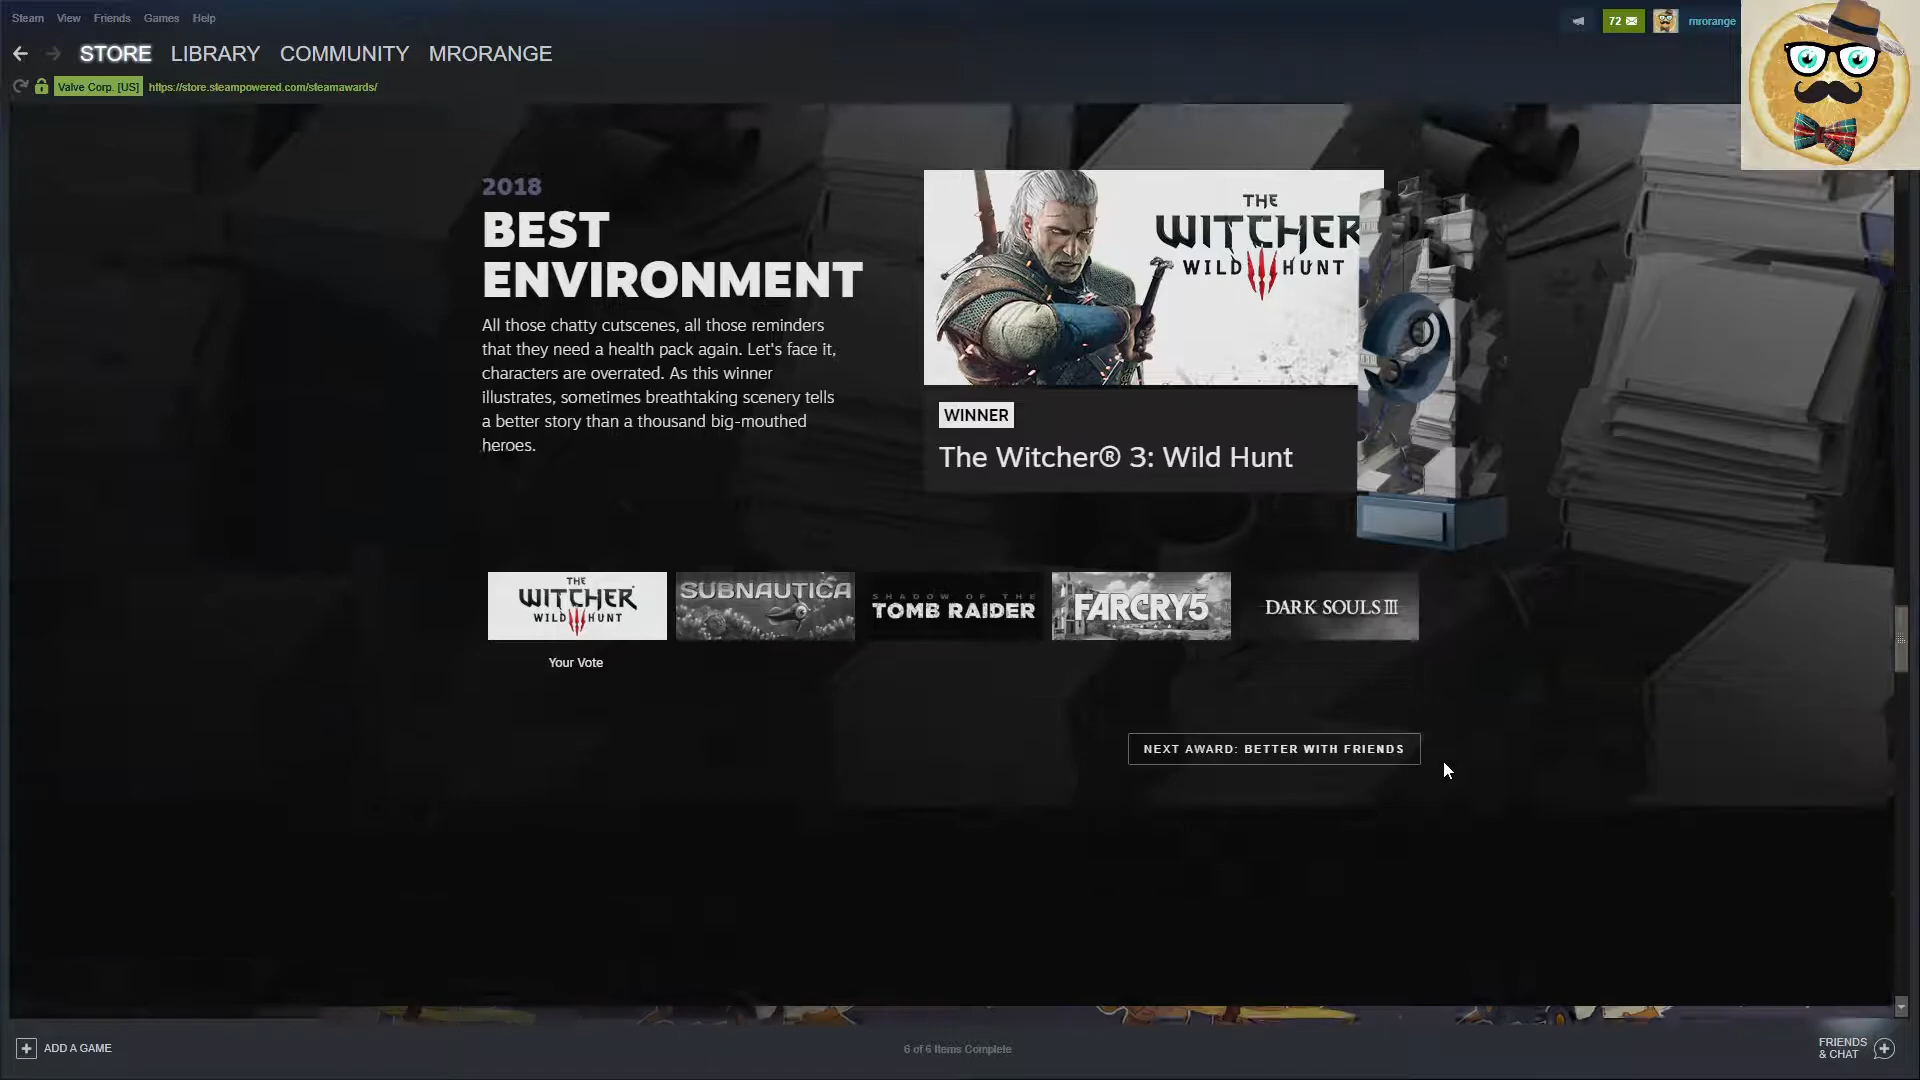 Steam View Friends Games Help
72
mrorange
STORE LIBRARY COMMUNITY MRORANGE
Valve Corp. [US] https://store.steampowered.com/steamawards/
2018
BEST
ENVIRONMENT
All those chatty cutscenes, all those reminders
that they need a health pack again. Let's face it,
characters are overrated. As this winner
illustrates, sometimes breathtaking scenery tells
a better story than a thousand big-mouthed
heroes.
THE
WITCHER
WILD HUNT
WINNER
The Witcher® 3: Wild Hunt
THE
WITCHER
WILD HUNT
SUBNAUTICA
SHADOW OF THE
TOMB RAIDER
FARCRY5
DARK SOULS III
Your Vote
NEXT AWARD: BETTER WITH FRIENDS
ADD A GAME
6 of 6 Items Complete
FRIENDS
& CHAT